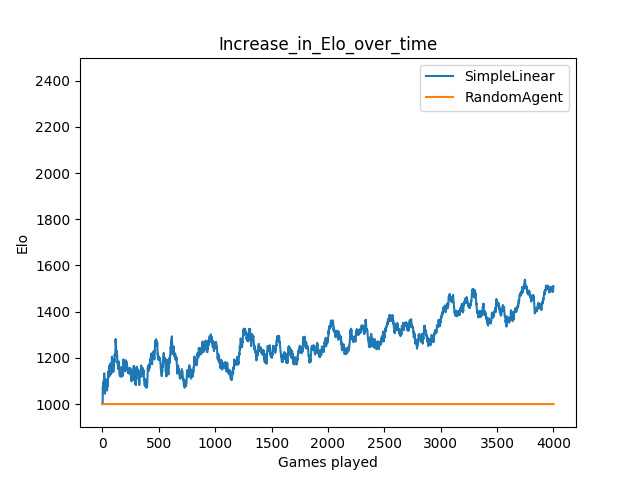 Increase_in_Elo_over_time
SimpleLinear
RandomAgent
2400
2200
2000
1800
1600
1400
1200
1000
Elo
0 500 1000 1500 2000 2500 3000 3500 4000
Games played